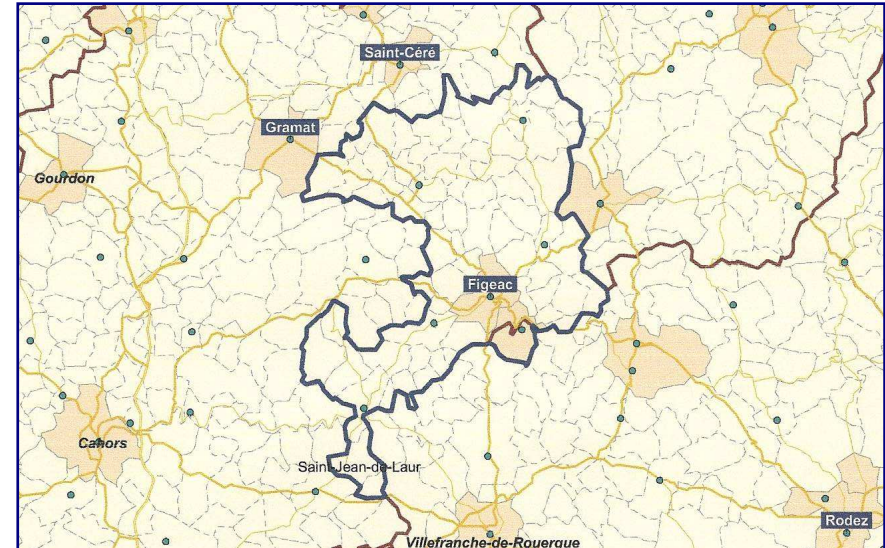 Saint-Céré
Gramat
Gourdon
Figeac
Cahors
Saint-Jean-de-Laur
Rodez
Villefranche-de-Rouergue